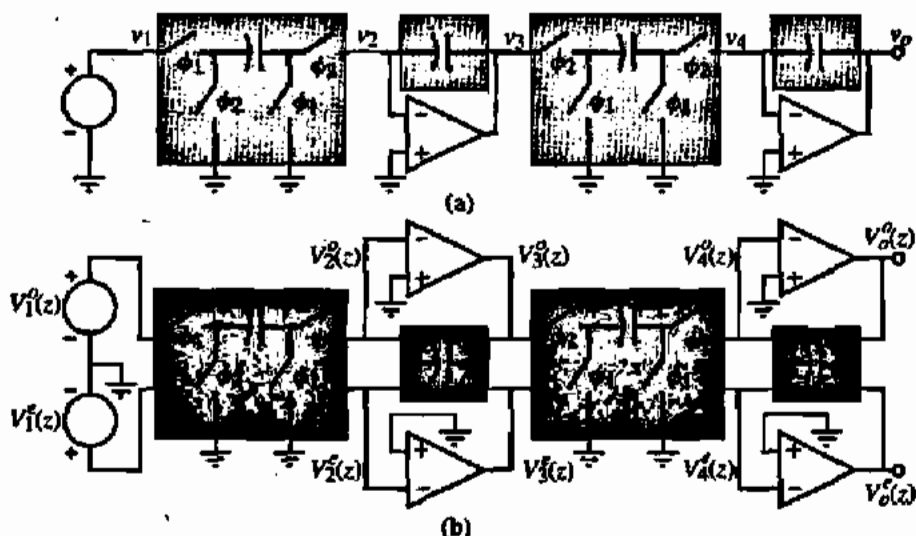 v₁ v₂ v₃ v₄ vₒ
ϕ₁ ϕ₂ ϕ₂ ϕ₂
ϕ₂ ϕ₁ ϕ₁ ϕ₁
(a)
V₂ᵒ(z) V₃ᵒ(z) V₄ᵒ(z) Vₒᵒ(z)
V₁ᵒ(z)
V₁ᵉ(z)
V₂ᵉ(z) V₃ᵉ(z) V₄ᵉ(z) Vₒᵉ(z)
(b)